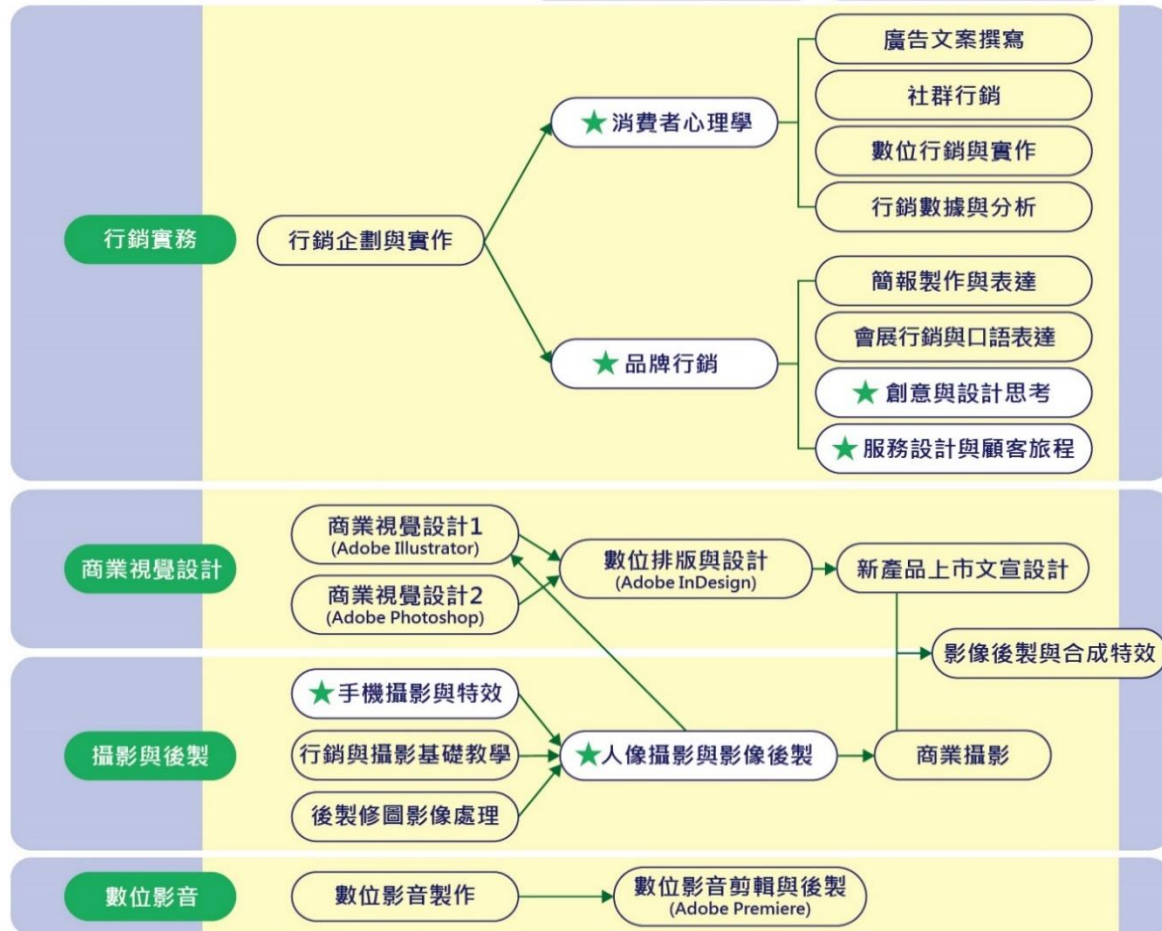 行銷實務
行銷企劃與實作
★消費者心理學
廣告文案撰寫
社群行銷
數位行銷與實作
行銷數據與分析
★品牌行銷
簡報製作與表達
會展行銷與口語表達
★創意與設計思考
★服務設計與顧客旅程
商業視覺設計
商業視覺設計1
(Adobe Illustrator)
商業視覺設計2
(Adobe Photoshop)
數位排版與設計
(Adobe InDesign)
新產品上市文宣設計
影像後製與合成特效
攝影與後製
★手機攝影與特效
行銷與攝影基礎教學
後製修圖影像處理
★人像攝影與影像後製
商業攝影
數位影音
數位影音製作
數位影音剪輯與後製
(Adobe Premiere)